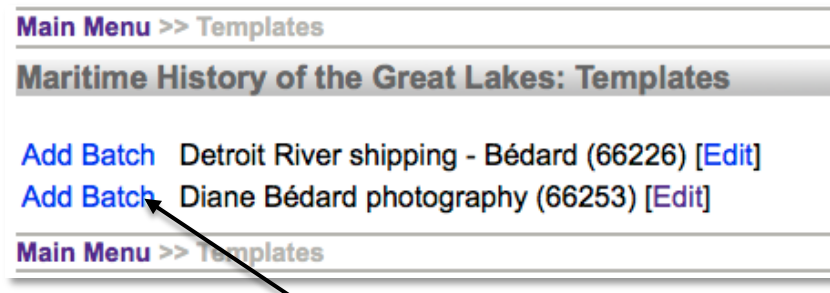 Main Menu >> Templates
Maritime History of the Great Lakes: Templates
Add Batch Detroit River shipping - Bédard (66226) [Edit]
Add Batch Diane Bédard photography (66253) [Edit]
Main Menu >> Templates